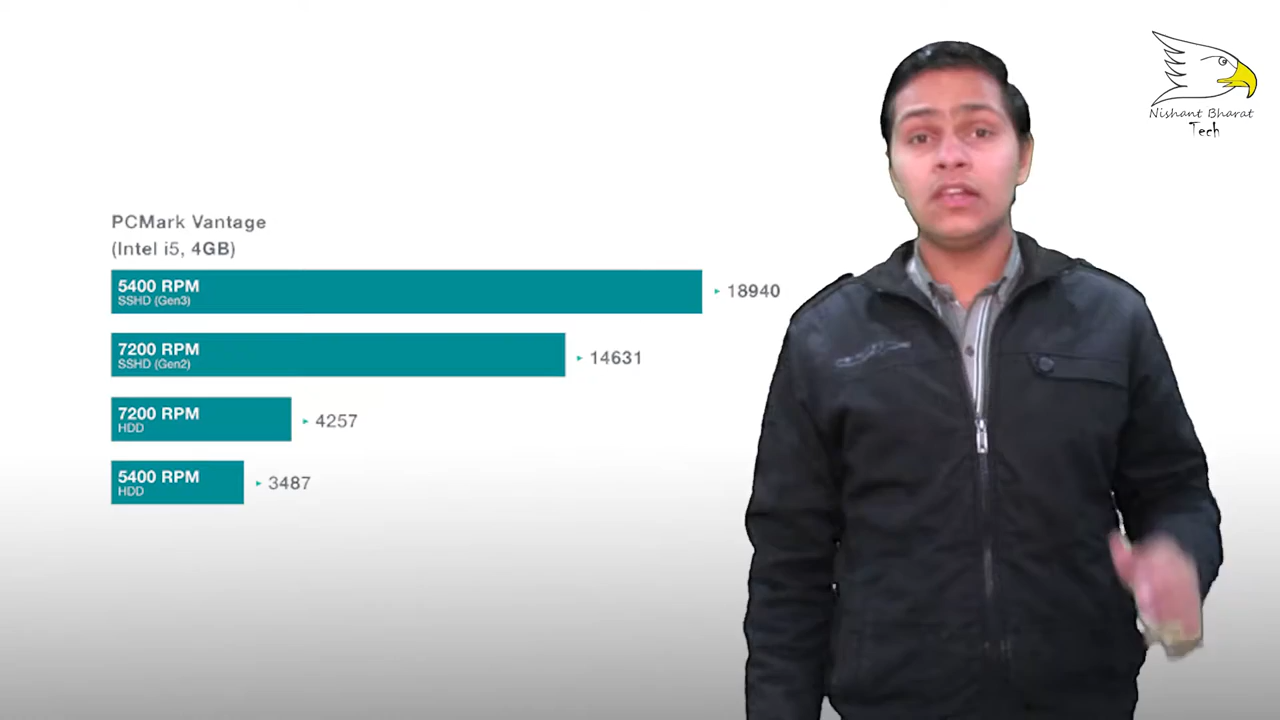 Nishant Bharat
Tech
PCMark Vantage
(Intel i5, 4GB)
5400 RPM
SSHD (Gen3)
18940
7200 RPM
SSHD (Gen2)
14631
7200 RPM
HDD
4257
5400 RPM
HDD
3487